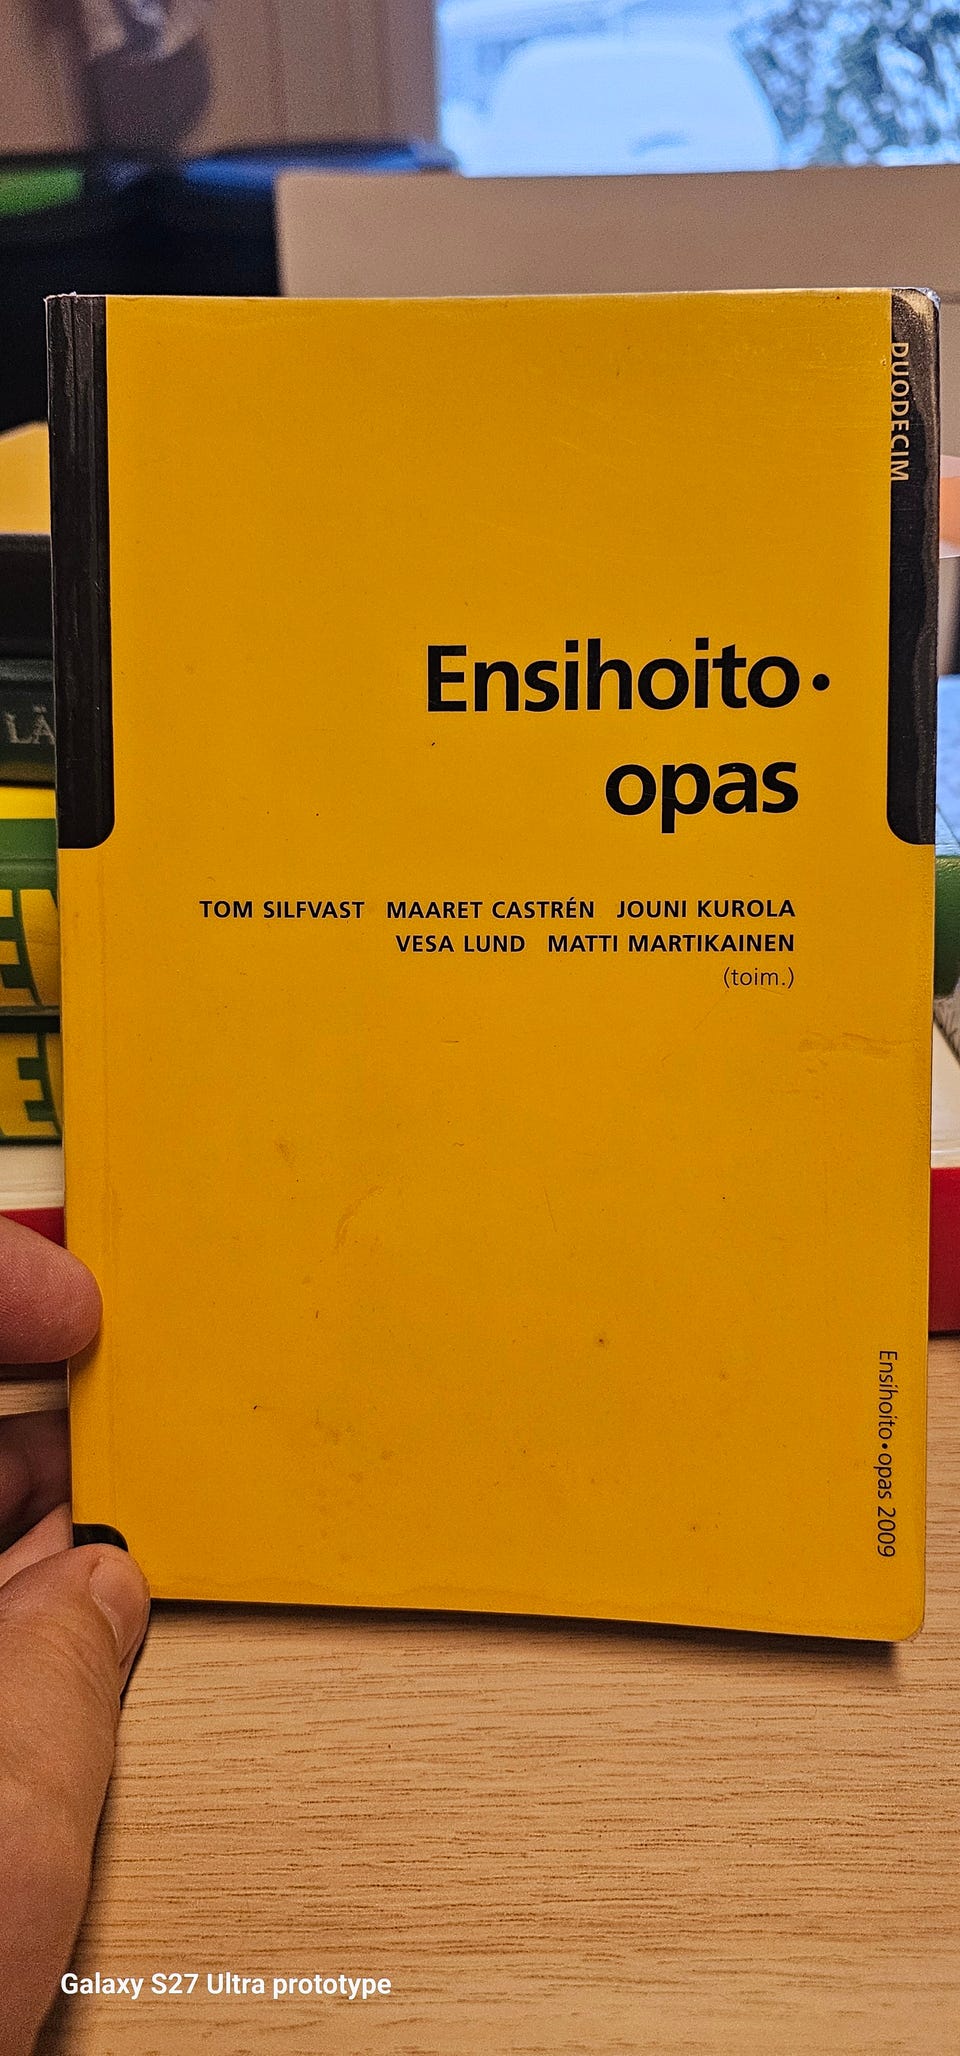 DUODECIM
Ensihoito•
opas
TOM SILFVAST MAARET CASTRÉN JOUNI KUROLA
VESA LUND MATTI MARTIKAINEN
(toim.)
Ensihoito•opas 2009
LÄ
Galaxy S27 Ultra prototype